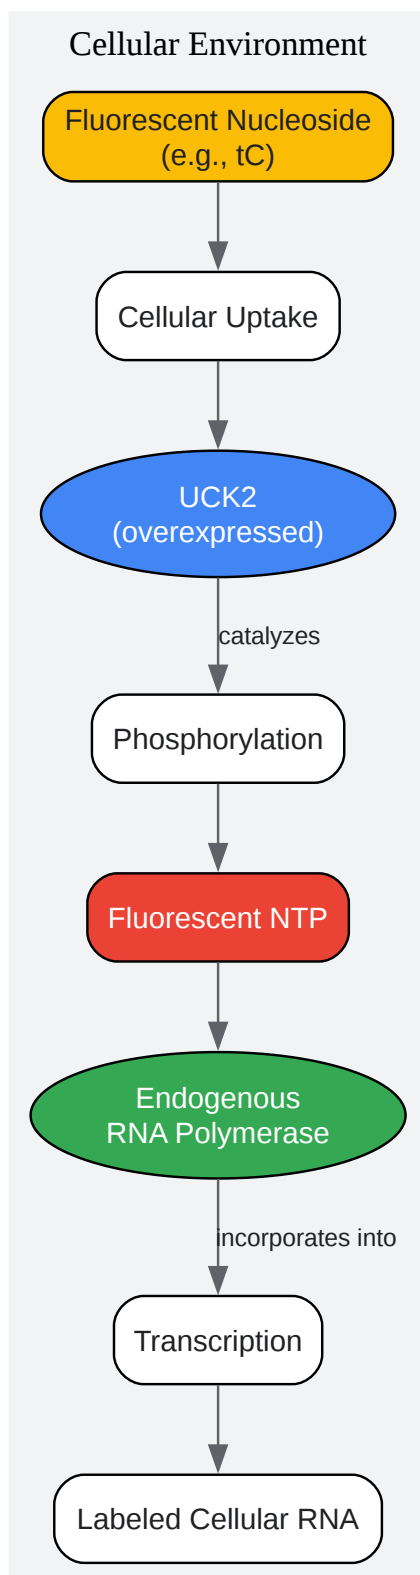 Cellular Environment
Fluorescent Nucleoside
(e.g., tC)
Cellular Uptake
UCK2
(overexpressed)
catalyzes
Phosphorylation
Fluorescent NTP
Endogenous
RNA Polymerase
incorporates into
Transcription
Labeled Cellular RNA